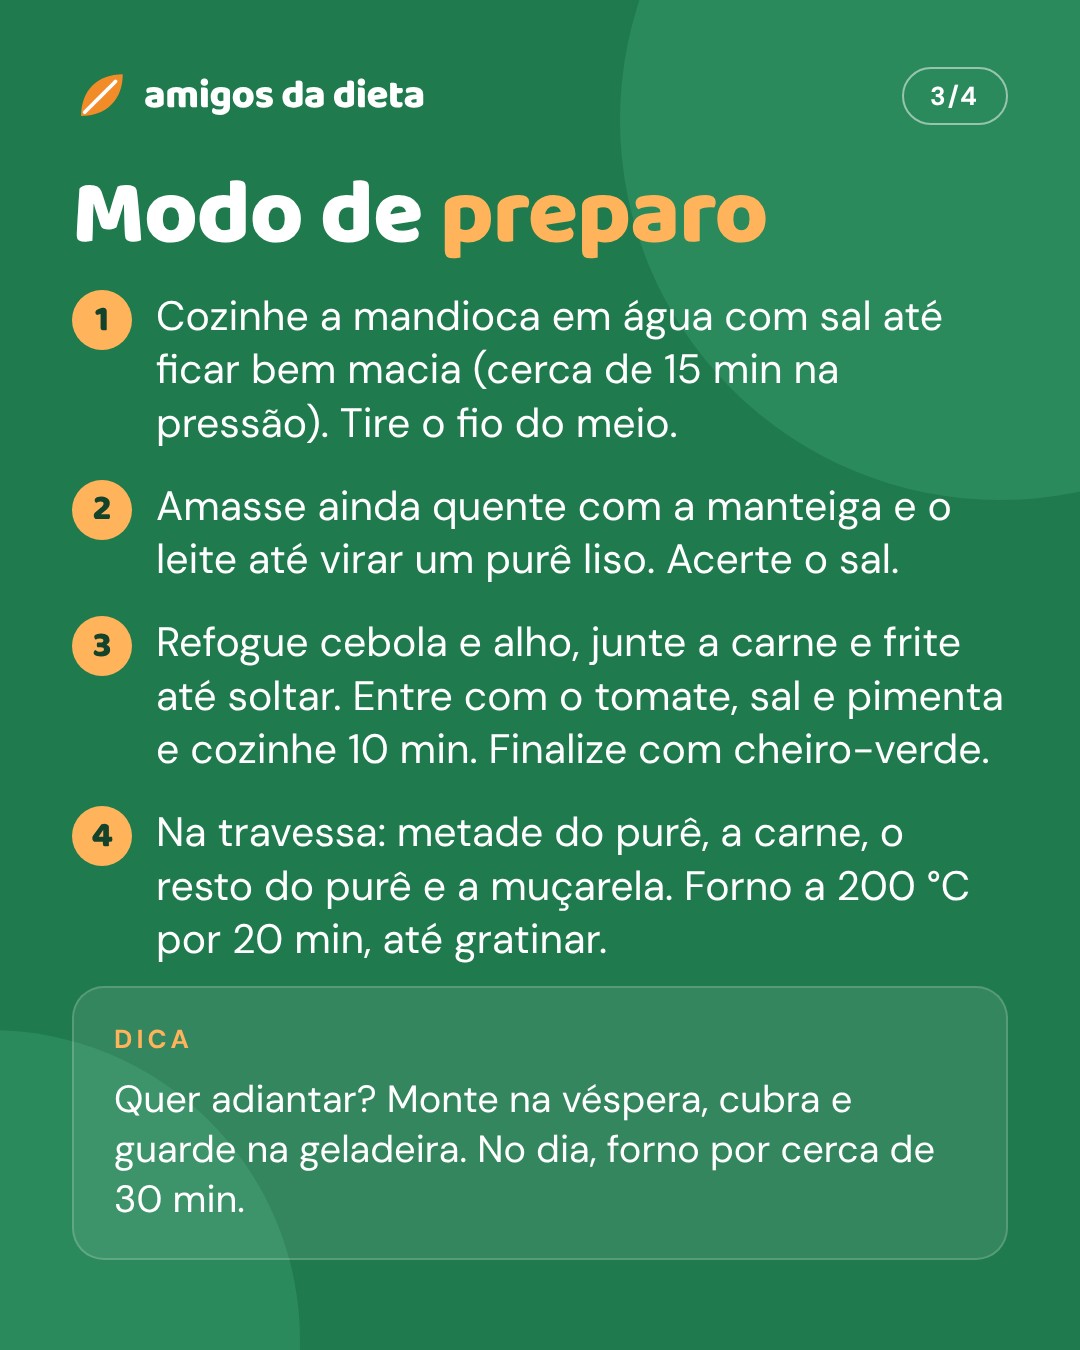 amigos da dieta
3/4
Modo de preparo
1
Cozinhe a mandioca em água com sal até
ficar bem macia (cerca de 15 min na
pressão). Tire o fio do meio.
2
Amasse ainda quente com a manteiga e o
leite até virar um purê liso. Acerte o sal.
3
Refogue cebola e alho, junte a carne e frite
até soltar. Entre com o tomate, sal e pimenta
e cozinhe 10 min. Finalize com cheiro-verde.
4
Na travessa: metade do purê, a carne, o
resto do purê e a muçarela. Forno a 200 °C
por 20 min, até gratinar.
DICA
Quer adiantar? Monte na véspera, cubra e
guarde na geladeira. No dia, forno por cerca de
30 min.